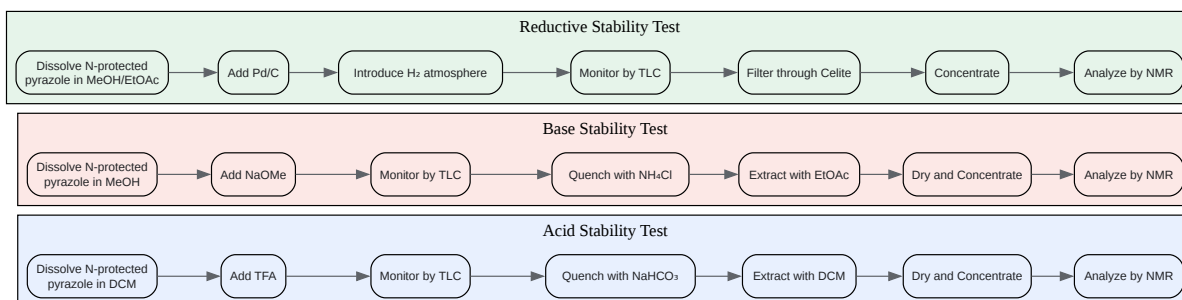 Reductive Stability Test
Dissolve N-protected
pyrazole in MeOH/EtOAc
Add Pd/C
Introduce H₂ atmosphere
Monitor by TLC
Filter through Celite
Concentrate
Analyze by NMR
Base Stability Test
Dissolve N-protected
pyrazole in MeOH
Add NaOMe
Monitor by TLC
Quench with NH₄Cl
Extract with EtOAc
Dry and Concentrate
Analyze by NMR
Acid Stability Test
Dissolve N-protected
pyrazole in DCM
Add TFA
Monitor by TLC
Quench with NaHCO₃
Extract with DCM
Dry and Concentrate
Analyze by NMR